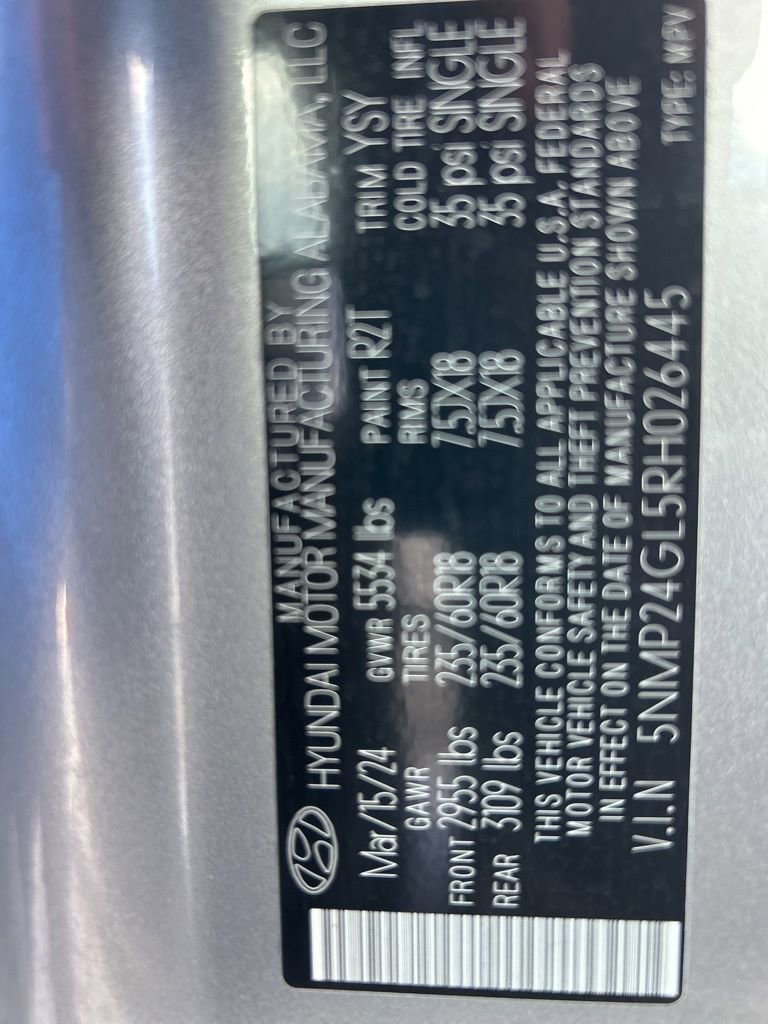 MANUFACTURED BY
HYUNDAI MOTOR MANUFACTURING ALABAMA, LLC
Mar/15/24 GVWR 5534 lbs PAINT R2T TRIM YSY
GAWR TIRES RIMS COLD TIRE INFL
FRONT 2955 lbs 235/60R18 7.5JX18 35 psi SINGLE
REAR 3109 lbs 235/60R18 7.5JX18 35 psi SINGLE
THIS VEHICLE CONFORMS TO ALL APPLICABLE U.S.A. FEDERAL
MOTOR VEHICLE SAFETY AND THEFT PREVENTION STANDARDS
IN EFFECT ON THE DATE OF MANUFACTURE SHOWN ABOVE
V.I.N 5NMP24GL5RH026445 TYPE: MPV